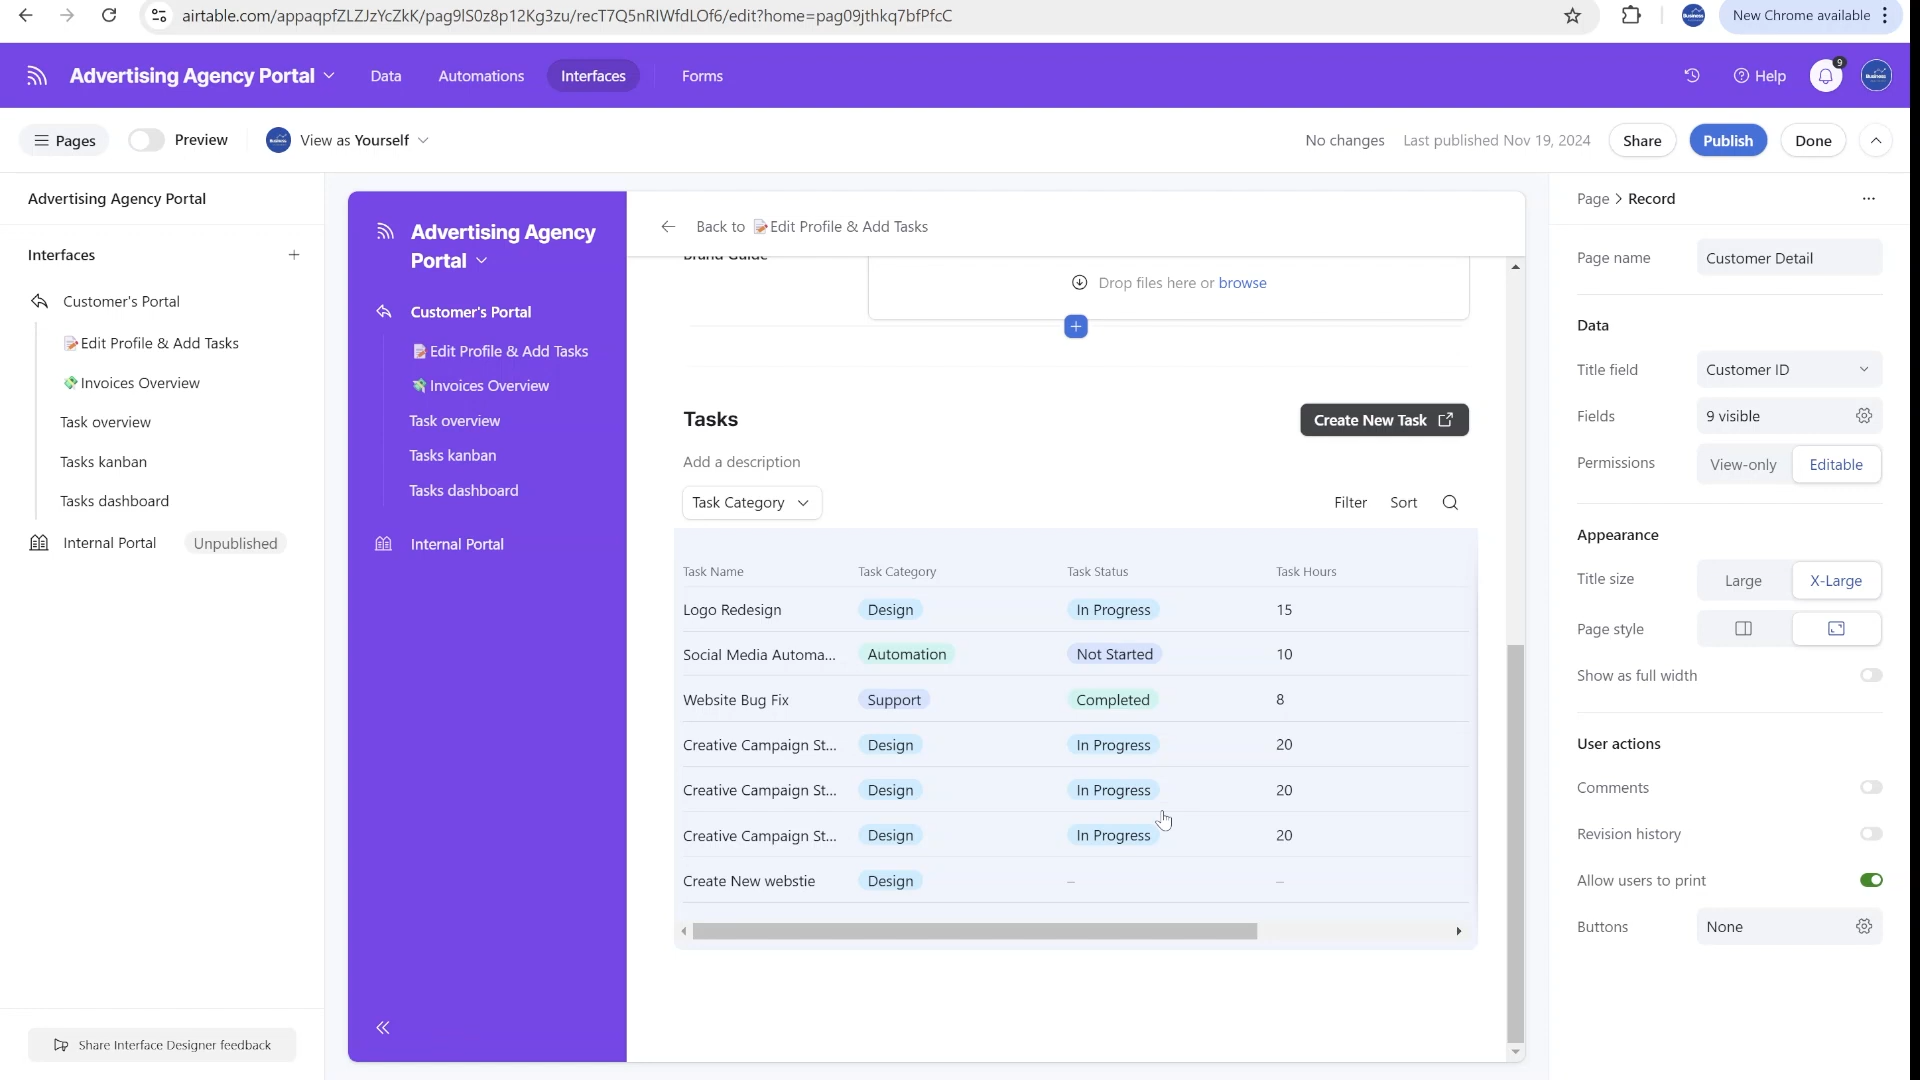 airtable.com/appaqpfZLZJzYcZkK/pag9lS0z8p12Kg3zu/recT7Q5nRIWfdLOf6/edit?home=pag09jthkq7bfPfcC
New Chrome available
Advertising Agency Portal
Data
Automations
Interfaces
Forms
Help
9
Pages
Preview
View as Yourself
No changes
Last published Nov 19, 2024
Share
Publish
Done
Advertising Agency Portal
Interfaces
Customer's Portal
Edit Profile & Add Tasks
Invoices Overview
Task overview
Tasks kanban
Tasks dashboard
Internal Portal
Unpublished
Share Interface Designer feedback
Advertising Agency
Portal
Customer's Portal
Edit Profile & Add Tasks
Invoices Overview
Task overview
Tasks kanban
Tasks dashboard
Internal Portal
Back to Edit Profile & Add Tasks
Brand Guide
Drop files here or browse
Tasks
Create New Task
Add a description
Task Category
Filter
Sort
Task Name Task Category Task Status Task Hours
Logo Redesign Design In Progress 15
Social Media Automa... Automation Not Started 10
Website Bug Fix Support Completed 8
Creative Campaign St... Design In Progress 20
Creative Campaign St... Design In Progress 20
Creative Campaign St... Design In Progress 20
Create New webstie Design – –
Page > Record
Page name Customer Detail
Data
Title field Customer ID
Fields 9 visible
Permissions View-only Editable
Appearance
Title size Large X-Large
Page style
Show as full width
User actions
Comments
Revision history
Allow users to print
Buttons None